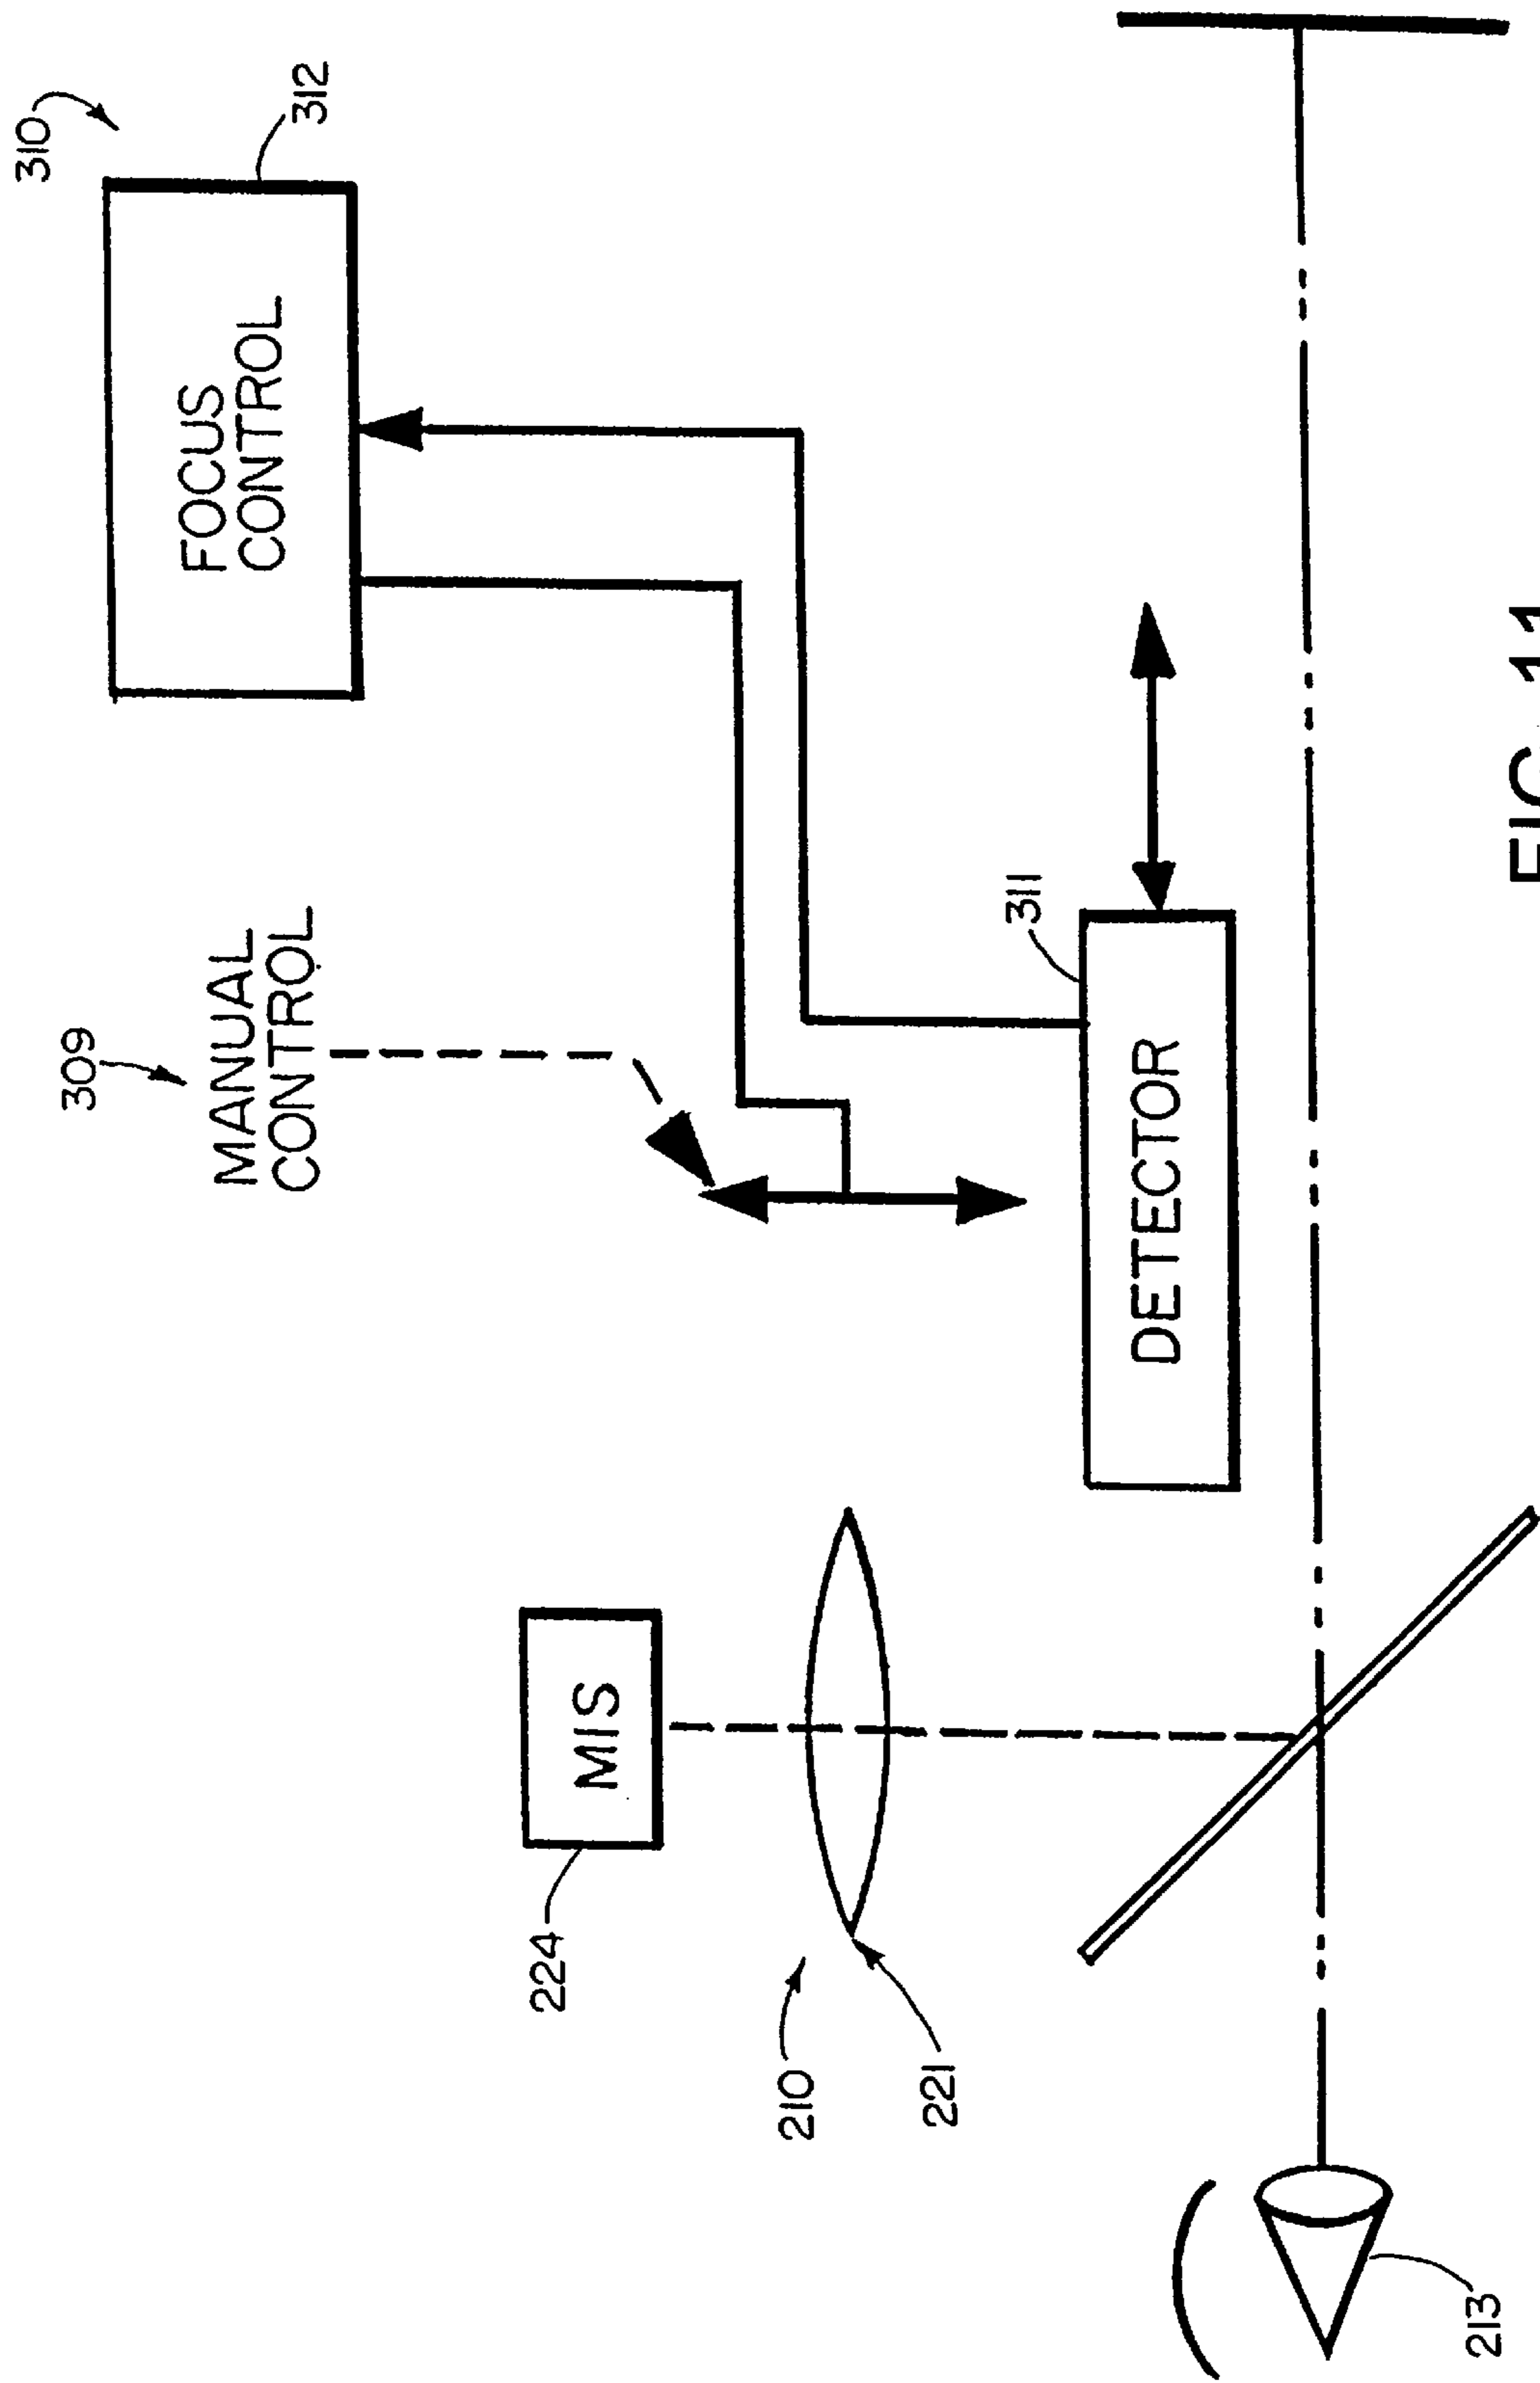 310
312
FOCUS
CONTROL
309
MANUAL
CONTROL
311
DETECTOR
MIS
224
210
221
213